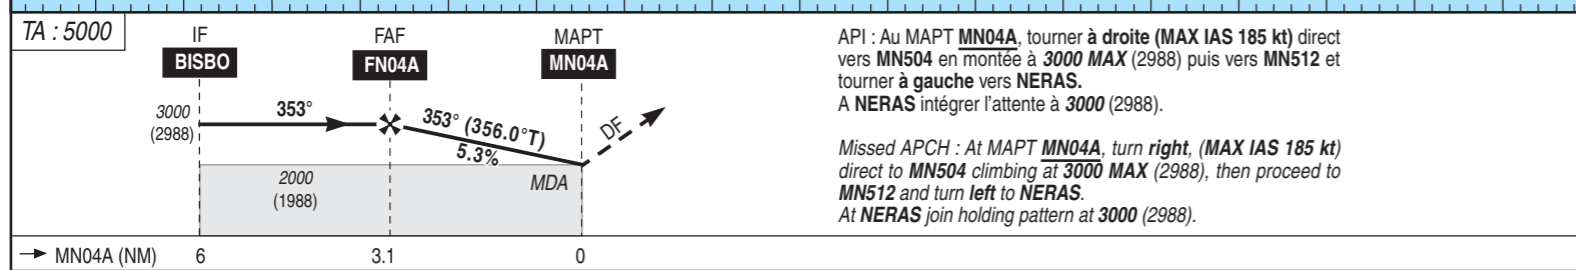 TA : 5000
IF
FAF
MAPT
BISBO
FN04A
MN04A
3000
(2988)
353°
353° (356.0°T)
5.3%
DF
2000
(1988)
MDA
→ MN04A (NM) 6 3.1 0
API : Au MAPT MN04A, tourner à droite (MAX IAS 185 kt) direct
vers MN504 en montée à 3000 MAX (2988) puis vers MN512 et
tourner à gauche vers NERAS.
A NERAS intégrer l'attente à 3000 (2988).
Missed APCH : At MAPT MN04A, turn right, (MAX IAS 185 kt)
direct to MN504 climbing at 3000 MAX (2988), then proceed to
MN512 and turn left to NERAS.
At NERAS join holding pattern at 3000 (2988).